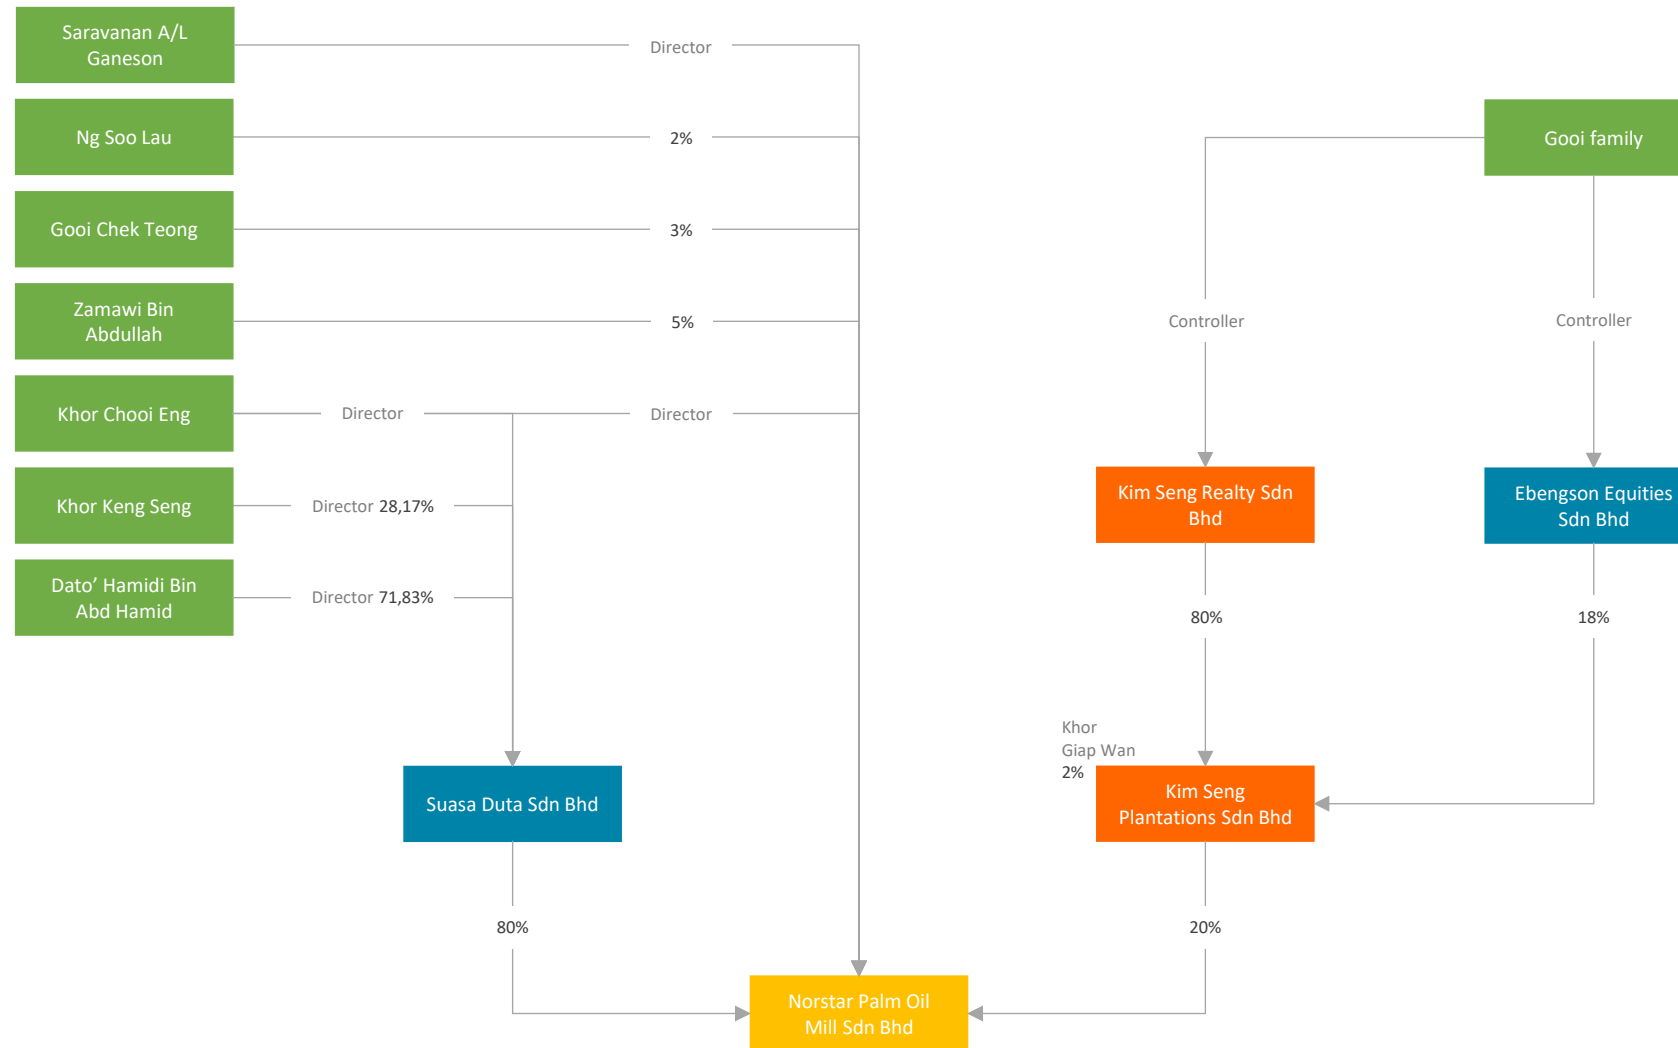 Saravanan A/L
Ganeson
Director
Ng Soo Lau
2%
Gooi family
Gooi Chek Teong
3%
Zamawi Bin
Abdullah
5%
Controller
Controller
Khor Chooi Eng
Director
Director
Khor Keng Seng
Director 28,17%
Kim Seng Realty Sdn
Bhd
Ebengson Equities
Sdn Bhd
Dato’ Hamidi Bin
Abd Hamid
Director 71,83%
80%
18%
Khor
Giap Wan
2%
Suasa Duta Sdn Bhd
Kim Seng
Plantations Sdn Bhd
80%
20%
Norstar Palm Oil
Mill Sdn Bhd